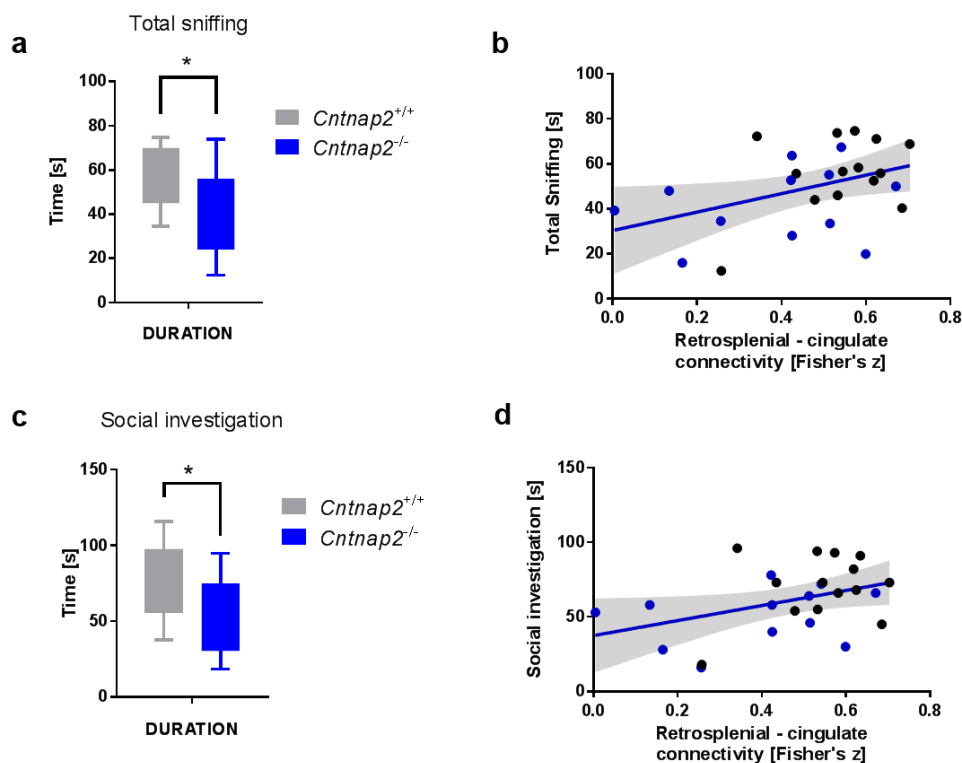 a
Total sniffing
*
Time [s]
100
80
60
40
20
0
DURATION
Cntnap2+/+
Cntnap2-/-
b
Total Sniffing [s]
100
80
60
40
20
0
0.0 0.2 0.4 0.6 0.8
Retrosplenial - cingulate
connectivity [Fisher's z]
c
Social investigation
*
Time [s]
150
100
50
0
DURATION
Cntnap2+/+
Cntnap2-/-
d
Social investigation [s]
150
100
50
0
0.0 0.2 0.4 0.6 0.8
Retrosplenial - cingulate
connectivity [Fisher's z]